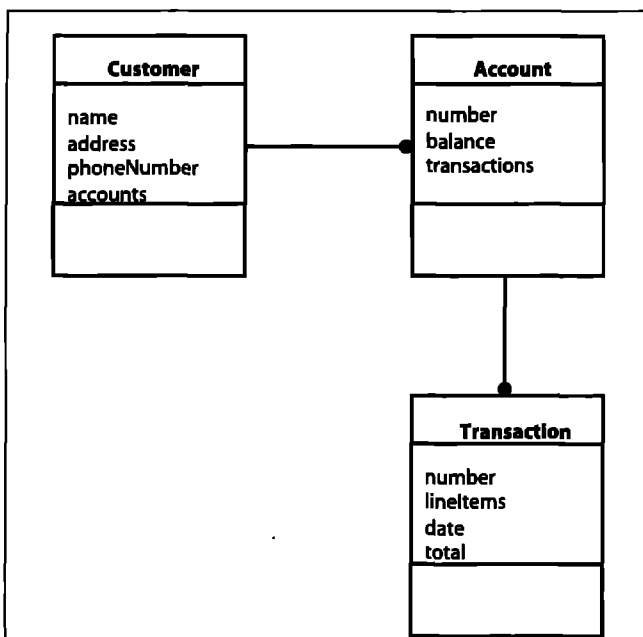 Customer
name
address
phoneNumber
accounts
Account
number
balance
transactions
Transaction
number
lineItems
date
total